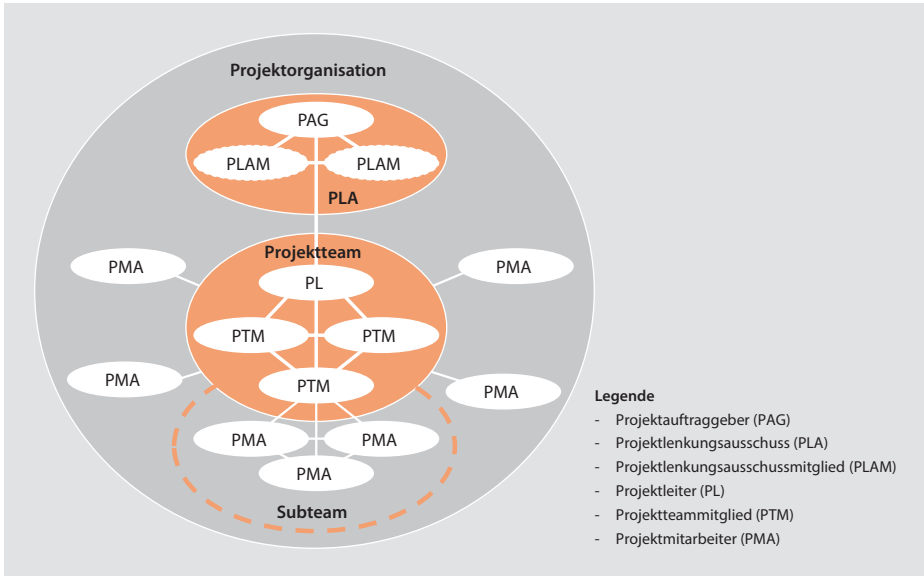 Projektorganisation
PAG
PLAM
PLAM
PLA
Projektteam
PMA
PMA
PL
PTM
PTM
PMA
PTM
PMA
PMA
PMA
PMA
Subteam
Legende
- Projektauftraggeber (PAG)
- Projektlenkungsausschuss (PLA)
- Projektlenkungsausschussmitglied (PLAM)
- Projektleiter (PL)
- Projektteammitglied (PTM)
- Projektmitarbeiter (PMA)